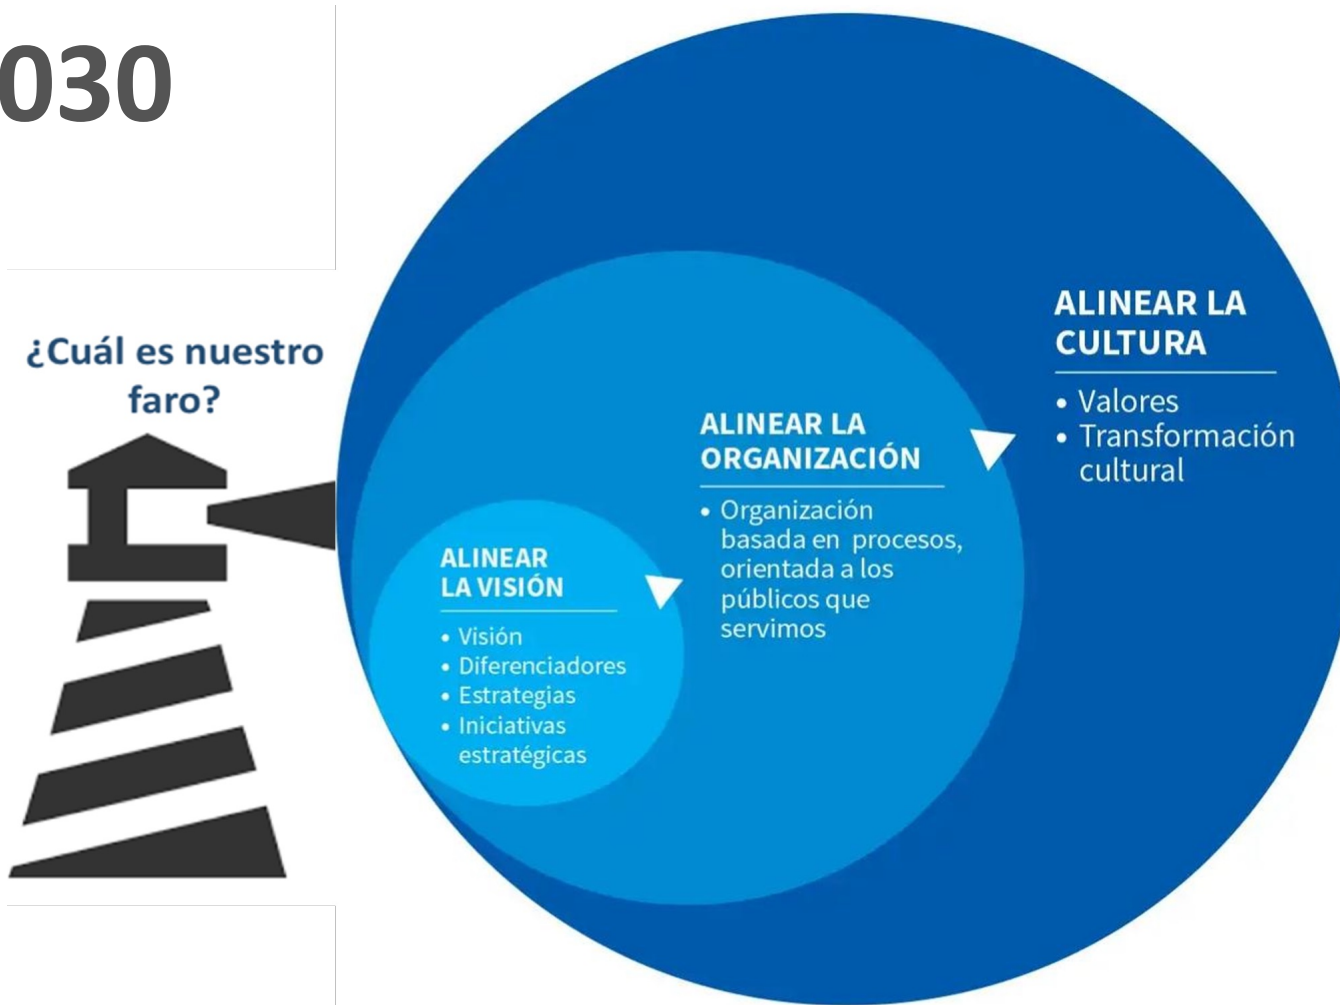 030
¿Cuál es nuestro
faro?
ALINEAR
LA VISIÓN
• Visión
• Diferenciadores
• Estrategias
• Iniciativas
estratégicas
ALINEAR LA
ORGANIZACIÓN
• Organización
basada en procesos,
orientada a los
públicos que
servimos
ALINEAR LA
CULTURA
• Valores
• Transformación
cultural